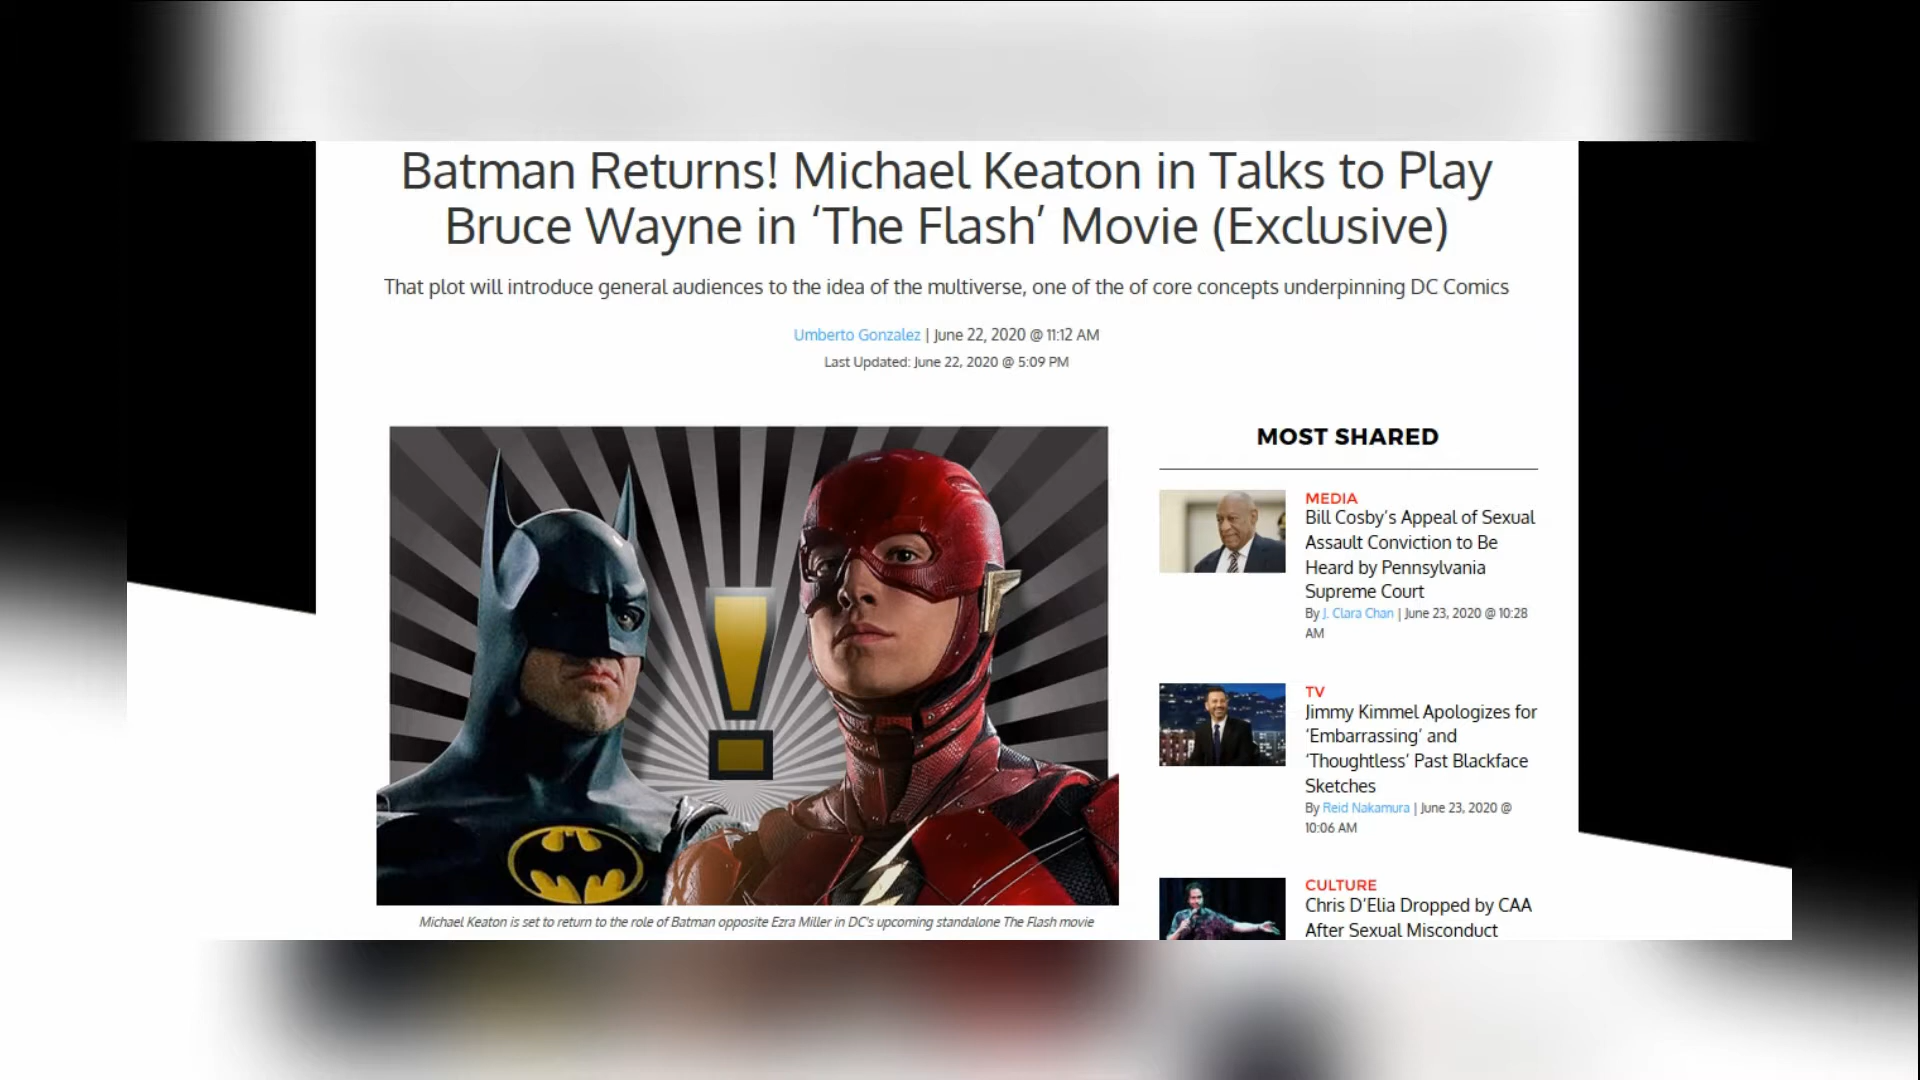 Batman Returns! Michael Keaton in Talks to Play
Bruce Wayne in ‘The Flash’ Movie (Exclusive)
That plot will introduce general audiences to the idea of the multiverse, one of the of core concepts underpinning DC Comics
Umberto Gonzalez | June 22, 2020 @ 11:12 AM
Last Updated: June 22, 2020 @ 5:09 PM
!
Michael Keaton is set to return to the role of Batman opposite Ezra Miller in DC's upcoming standalone The Flash movie
MOST SHARED
MEDIA
Bill Cosby’s Appeal of Sexual
Assault Conviction to Be
Heard by Pennsylvania
Supreme Court
By J. Clara Chan | June 23, 2020 @ 10:28
AM
TV
Jimmy Kimmel Apologizes for
‘Embarrassing’ and
‘Thoughtless’ Past Blackface
Sketches
By Reid Nakamura | June 23, 2020 @
10:06 AM
CULTURE
Chris D’Elia Dropped by CAA
After Sexual Misconduct